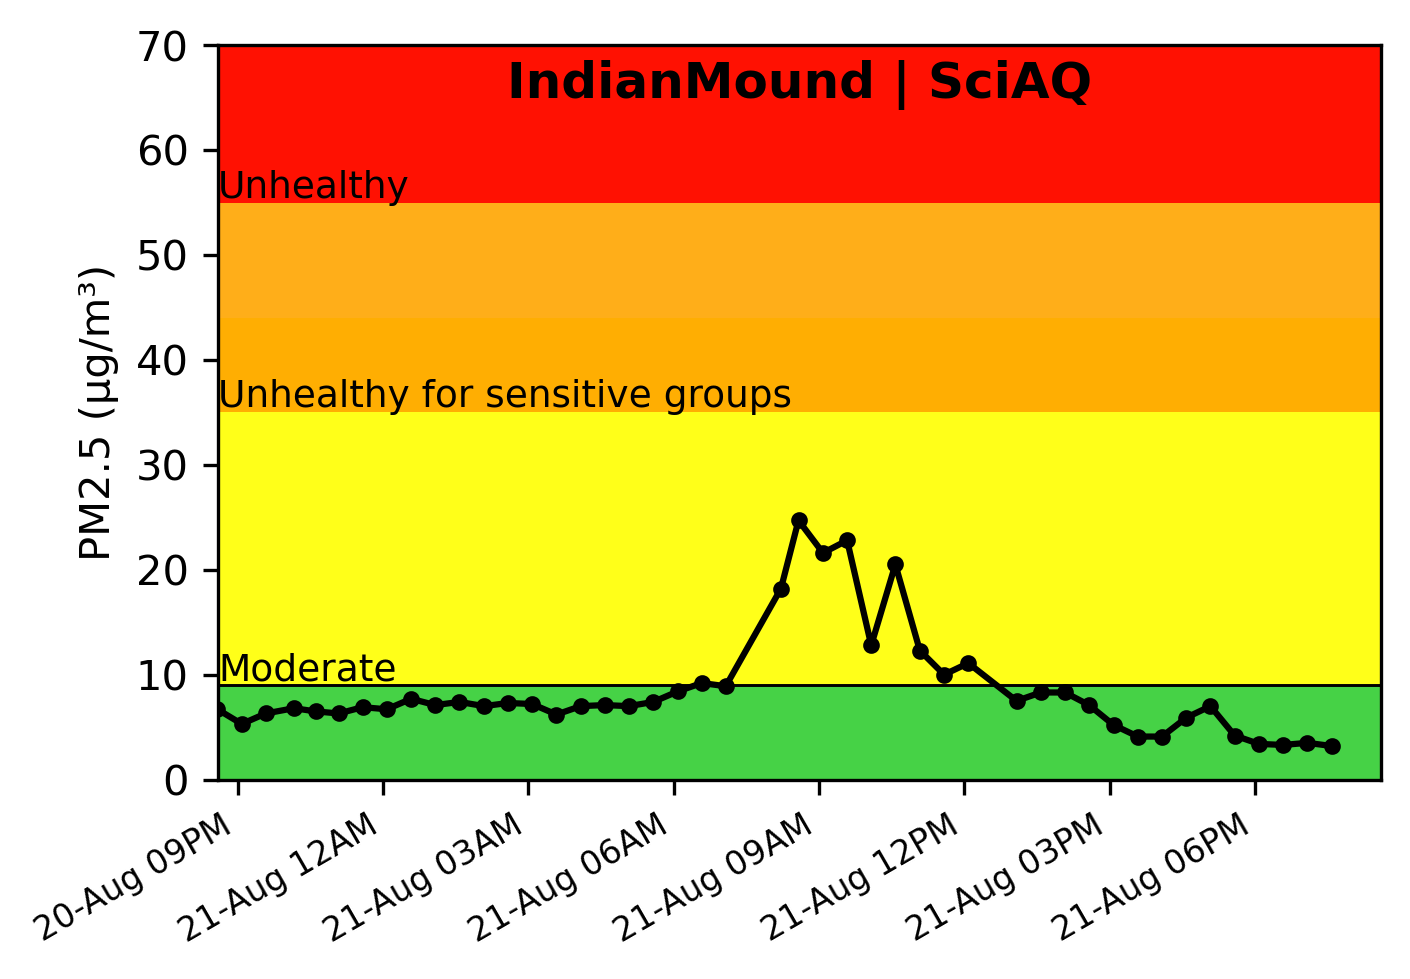 IndianMound | SciAQ
70
60
Unhealthy
50
40
Unhealthy for sensitive groups
30
20
Moderate
10
0
PM2.5 (µg/m³)
20-Aug 09PM
21-Aug 12AM
21-Aug 03AM
21-Aug 06AM
21-Aug 09AM
21-Aug 12PM
21-Aug 03PM
21-Aug 06PM